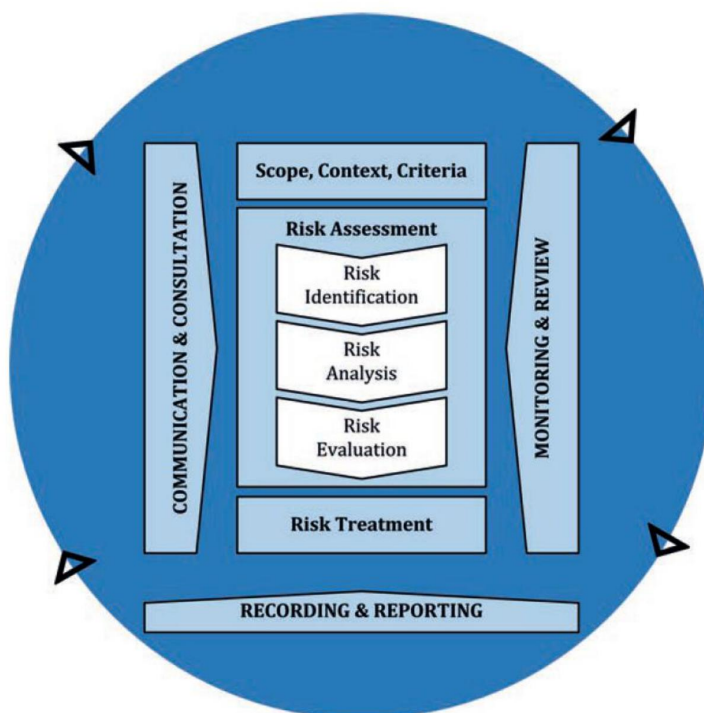 COMMUNICATION & CONSULTATION
Scope, Context, Criteria
Risk Assessment
Risk
Identification
Risk
Analysis
Risk
Evaluation
Risk Treatment
MONITORING & REVIEW
RECORDING & REPORTING